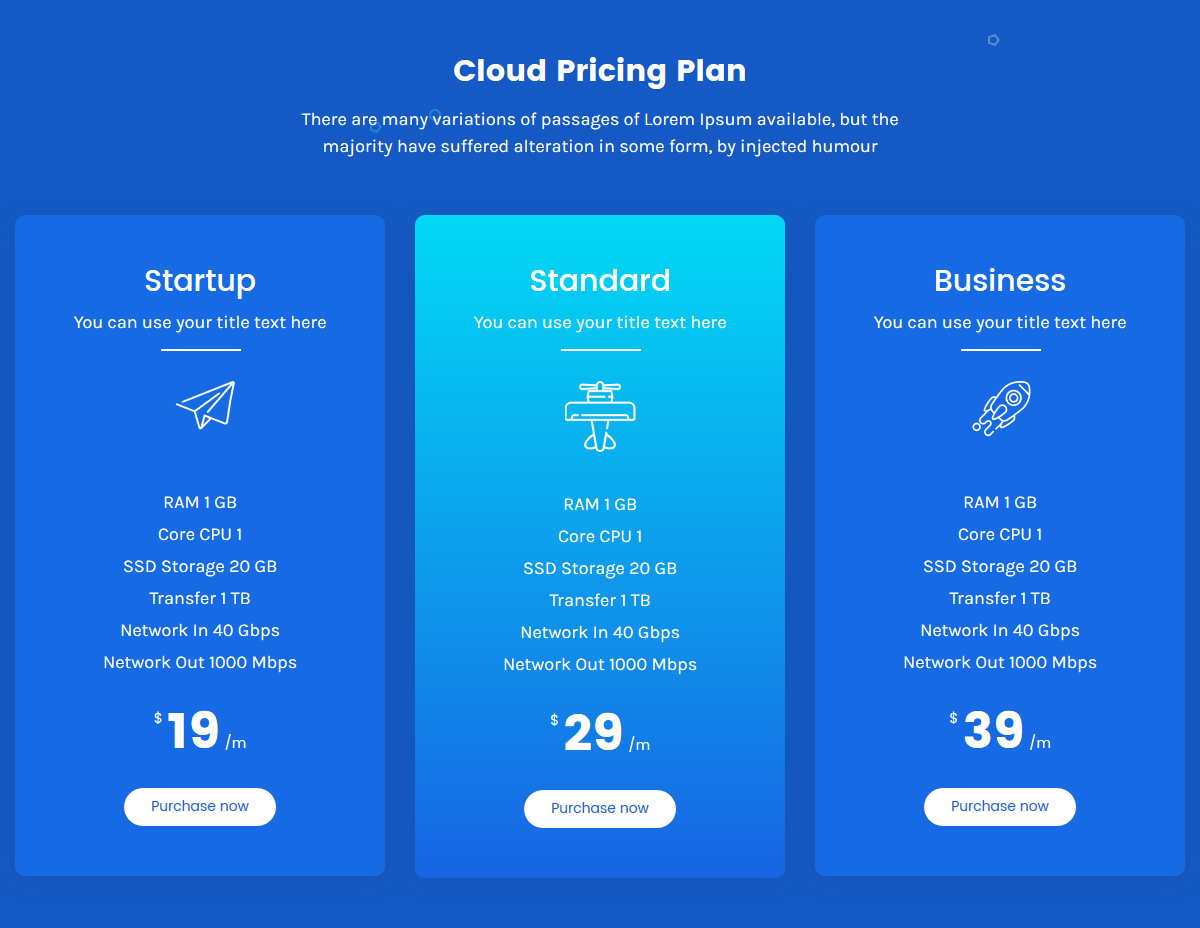 Cloud Pricing Plan
There are many variations of passages of Lorem Ipsum available, but the
majority have suffered alteration in some form, by injected humour
Startup
You can use your title text here
RAM 1 GB
Core CPU 1
SSD Storage 20 GB
Transfer 1 TB
Network In 40 Gbps
Network Out 1000 Mbps
$ 19 /m
Purchase now
Standard
You can use your title text here
RAM 1 GB
Core CPU 1
SSD Storage 20 GB
Transfer 1 TB
Network In 40 Gbps
Network Out 1000 Mbps
$ 29 /m
Purchase now
Business
You can use your title text here
RAM 1 GB
Core CPU 1
SSD Storage 20 GB
Transfer 1 TB
Network In 40 Gbps
Network Out 1000 Mbps
$ 39 /m
Purchase now